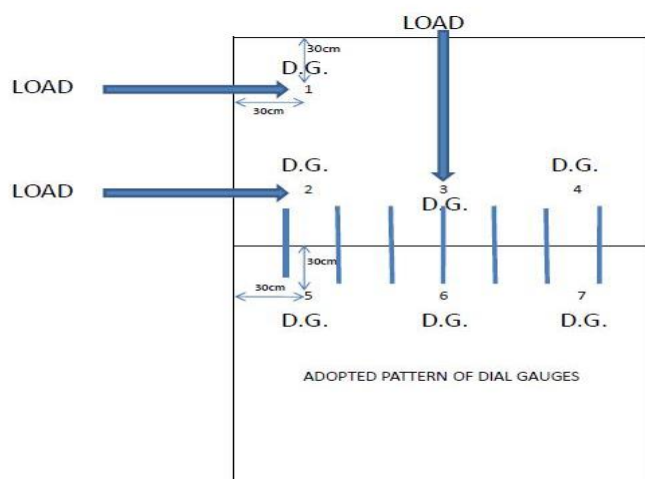 LOAD
30cm
D.G.
LOAD
1
30cm
D.G.
D.G.
LOAD
2
3
4
D.G.
30cm
30cm
5
6
7
D.G.
D.G.
D.G.
ADOPTED PATTERN OF DIAL GAUGES